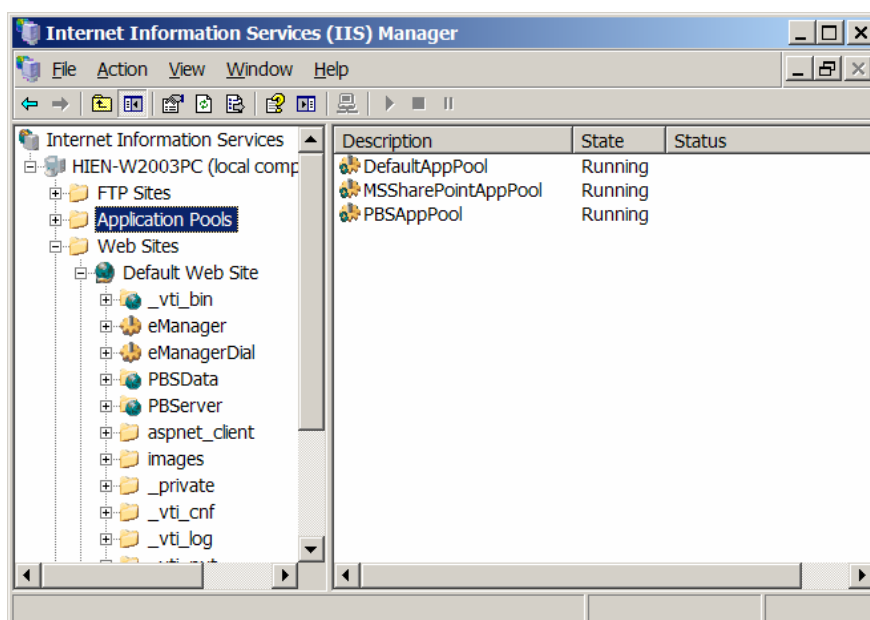 Internet Information Services (IIS) Manager
File Action View Window Help
Internet Information Services
HIEN-W2003PC (local comp
FTP Sites
Application Pools
Web Sites
Default Web Site
_vti_bin
eManager
eManagerDial
PBSData
PBServer
aspnet_client
images
_private
_vti_cnf
_vti_log
Description State Status
DefaultAppPool Running
MSSharePointAppPool Running
PBSAppPool Running